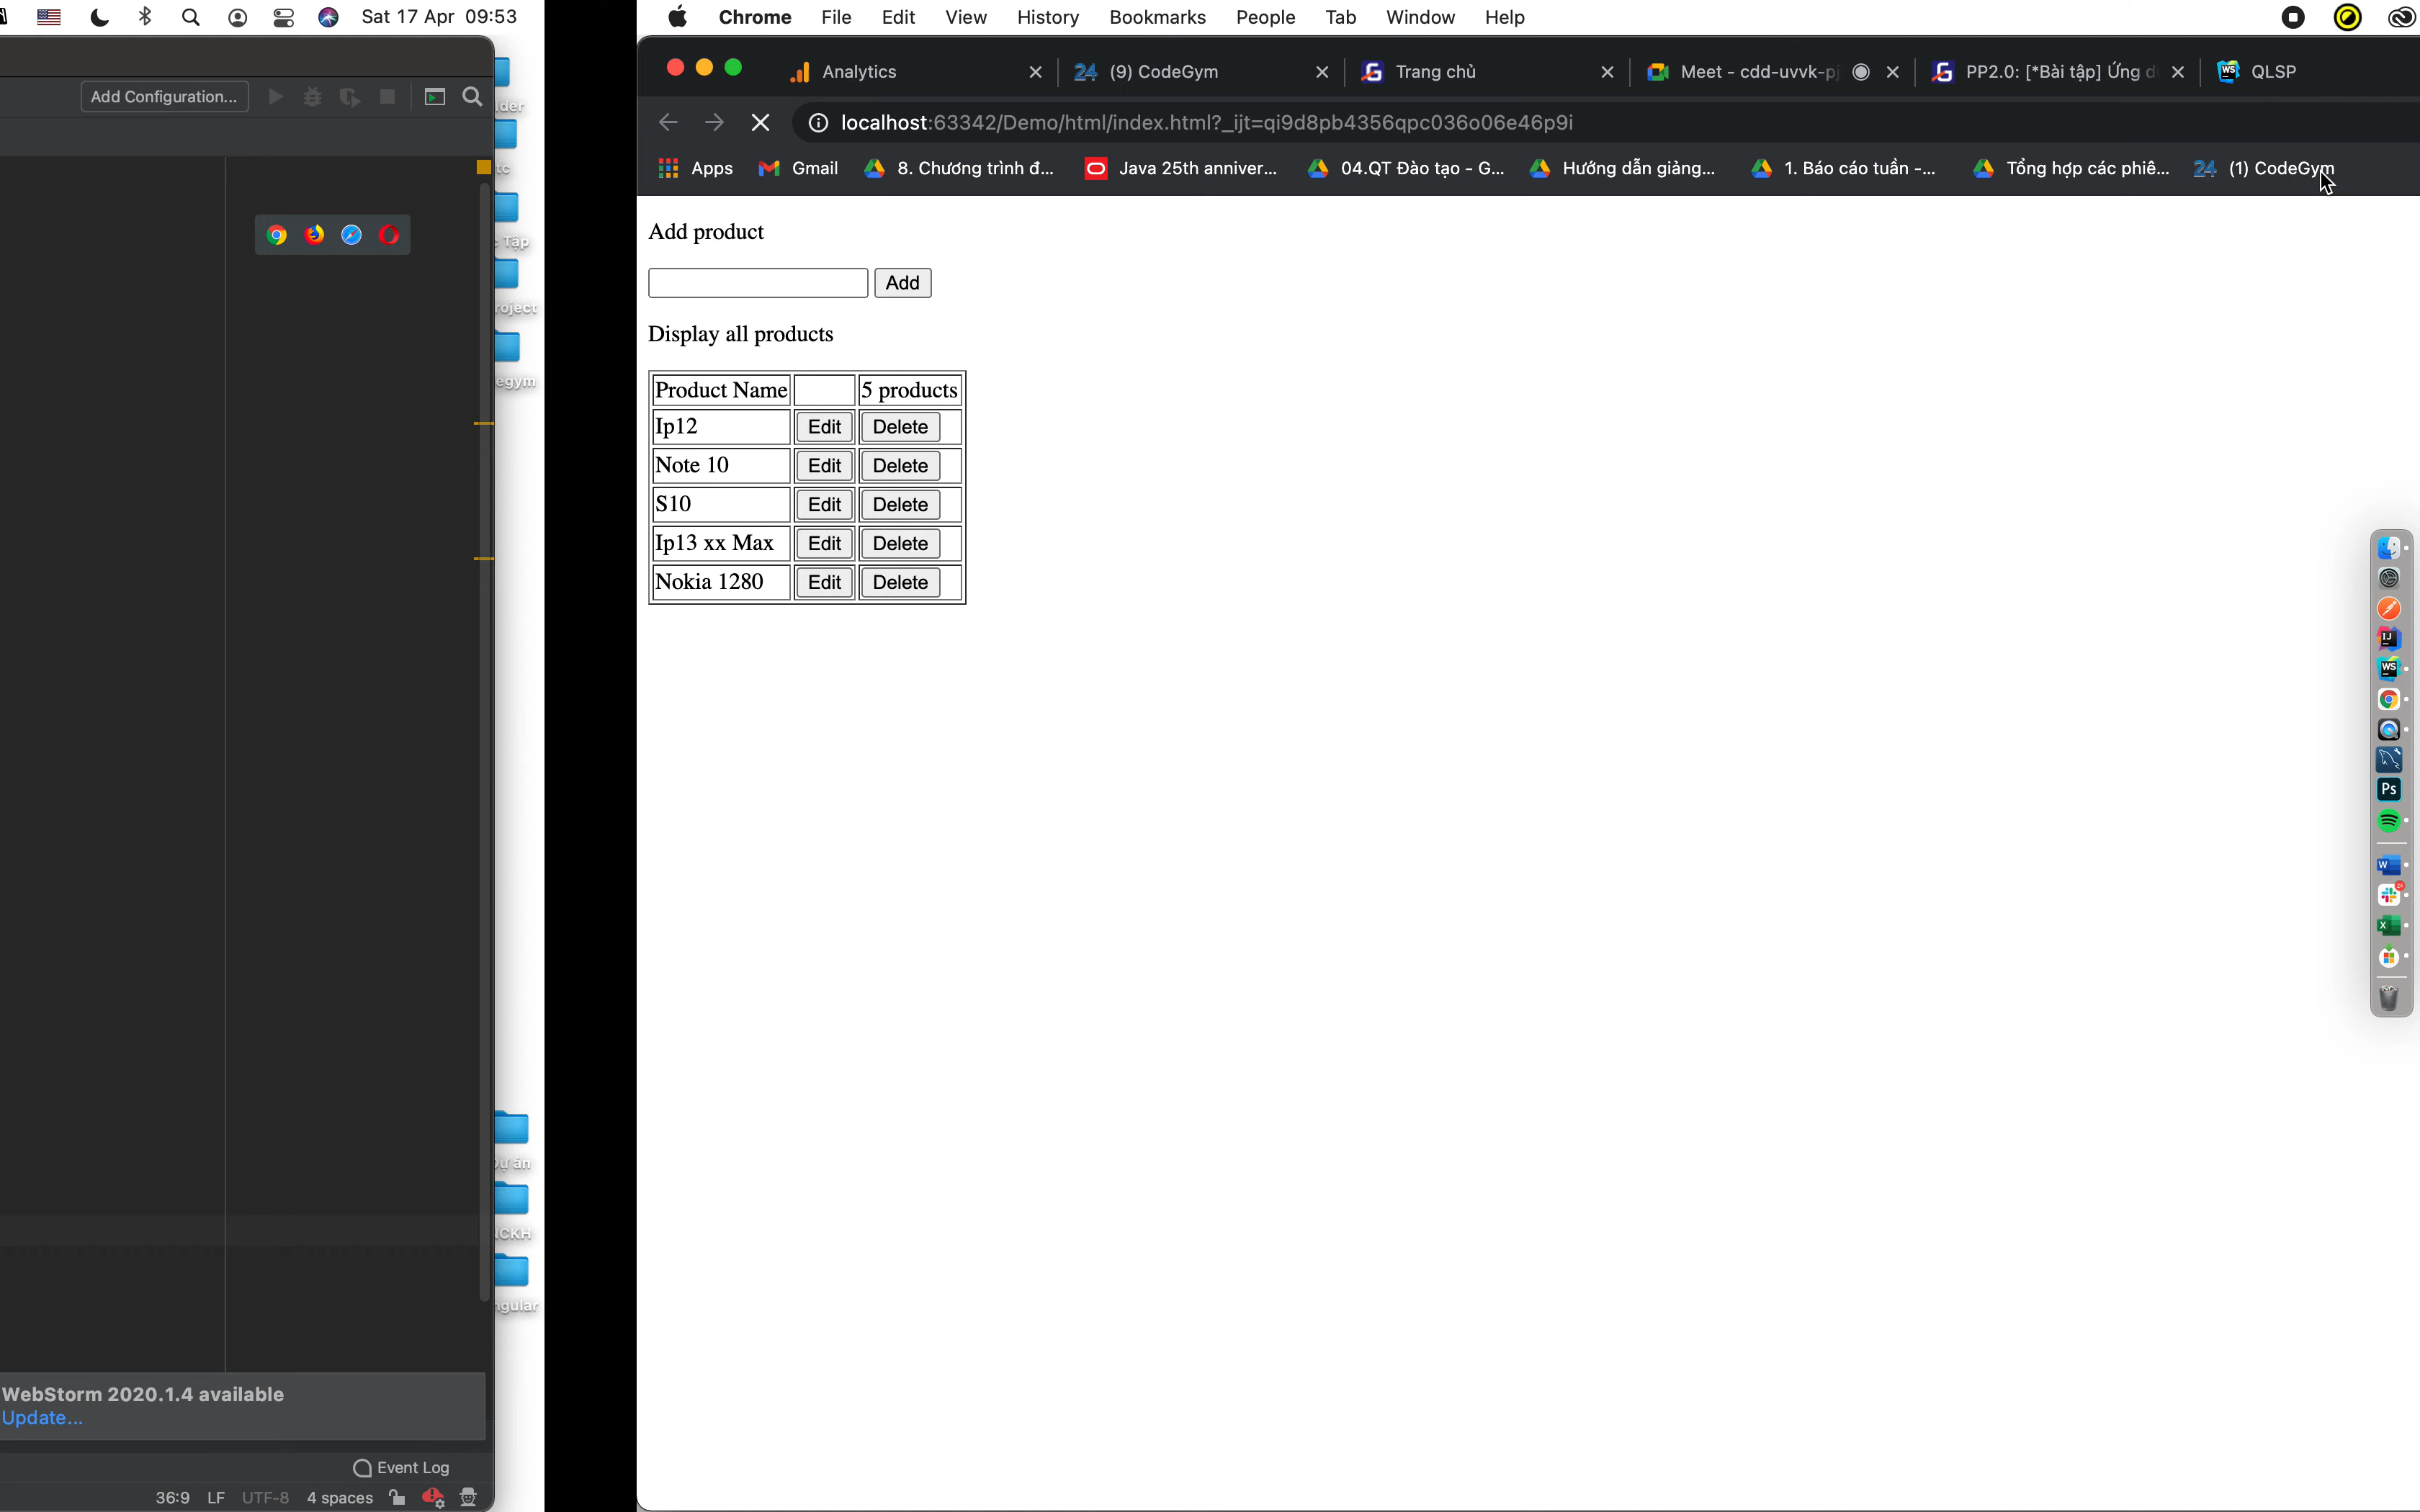 Sat 17 Apr 09:53
Add Configuration...
WebStorm 2020.1.4 available
Update...
Event Log
36:9 LF UTF-8 4 spaces
Chrome File Edit View History Bookmarks People Tab Window Help
Analytics
(9) CodeGym
Trang chủ
Meet - cdd-uvvk-pj
PP2.0: [*Bài tập] Ứng d
QLSP
localhost:63342/Demo/html/index.html?_ijt=qi9d8pb4356qpc036o06e46p9i
Apps
Gmail
8. Chương trình đ...
Java 25th anniver...
04.QT Đào tạo - G...
Hướng dẫn giảng...
1. Báo cáo tuần -...
Tổng hợp các phiê...
(1) CodeGym
Add product
Add
Display all products
Product Name 5 products
Ip12 Edit Delete
Note 10 Edit Delete
S10 Edit Delete
Ip13 xx Max Edit Delete
Nokia 1280 Edit Delete